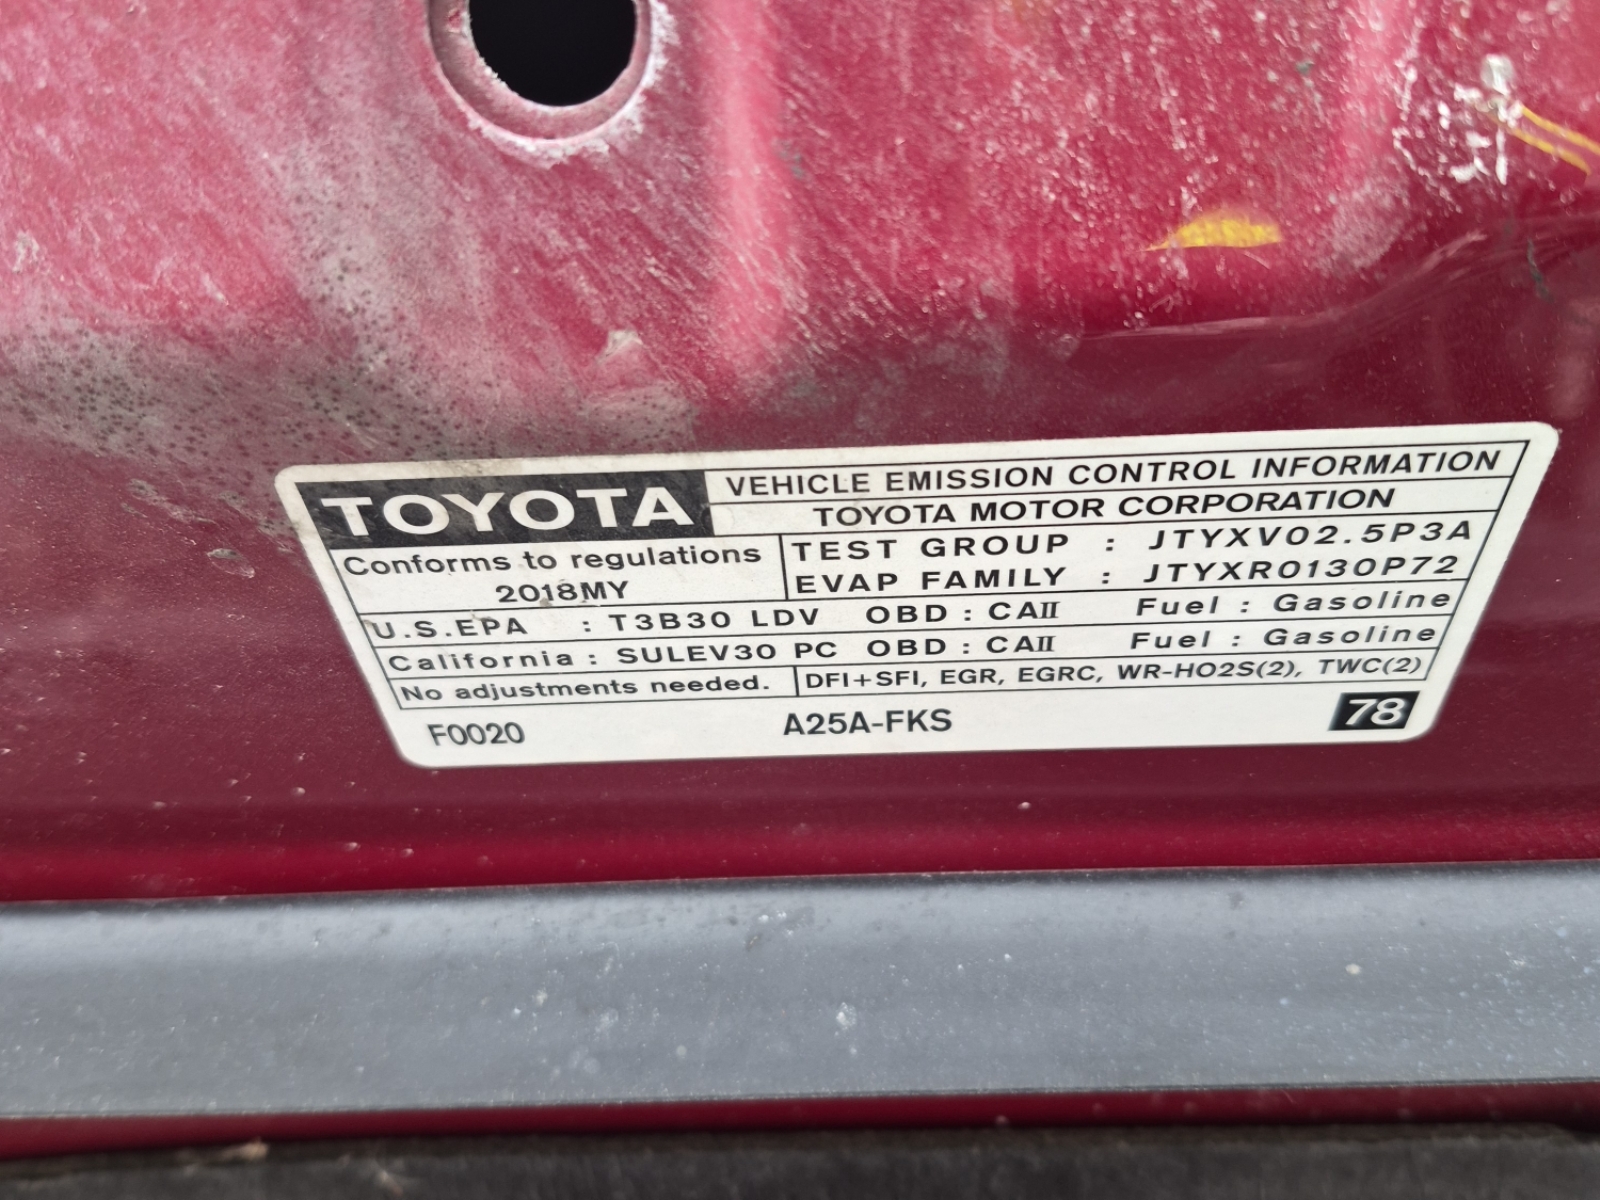 TOYOTA
VEHICLE EMISSION CONTROL INFORMATION
TOYOTA MOTOR CORPORATION
Conforms to regulations
2018MY
TEST GROUP : JTYXV02.5P3A
EVAP FAMILY : JTYXR0130P72
U.S.EPA : T3B30 LDV OBD : CAII Fuel : Gasoline
California : SULEV30 PC OBD : CAII Fuel : Gasoline
No adjustments needed. DFI+SFI, EGR, EGRC, WR-HO2S(2), TWC(2)
F0020 A25A-FKS 78